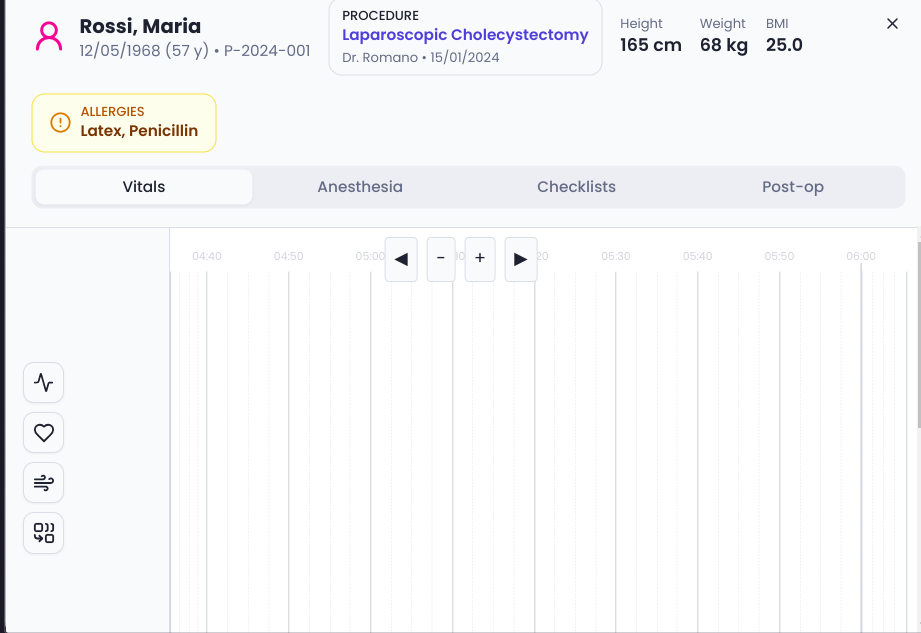 Rossi, Maria
12/05/1968 (57 y) • P-2024-001
PROCEDURE
Laparoscopic Cholecystectomy
Dr. Romano • 15/01/2024
Height
165 cm
Weight
68 kg
BMI
25.0
ALLERGIES
Latex, Penicillin
Vitals
Anesthesia
Checklists
Post-op
04:40
04:50
05:00
◀
-
+
▶
20
05:30
05:40
05:50
06:00